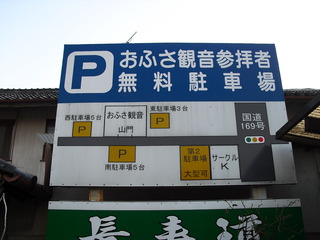 P おふさ観音参拝者
無料駐車場
西駐車場5台
おふさ観音
山門
東駐車場3台
国道
169号
P
P
P
南駐車場5台
第2
駐車場
大型可
サークル
K